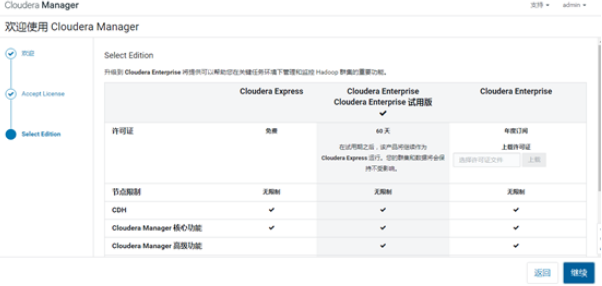 Cloudera Manager
支持
admin
欢迎使用 Cloudera Manager
欢迎
Accept License
Select Edition
Select Edition
升级到 Cloudera Enterprise 将提供可以帮助您在关键任务环境下管理和监控 Hadoop 群集的重要功能。
Cloudera Express
Cloudera Enterprise
Cloudera Enterprise 试用版
Cloudera Enterprise
许可证
免费
60 天
在试用期之后，该产品将继续作为
Cloudera Express 运行。您的群集和数据将会保
持不受影响。
年度订阅
上载许可证
选择许可证文件
上载
节点限制
无限制
无限制
无限制
CDH
Cloudera Manager 核心功能
Cloudera Manager 高级功能
返回
继续